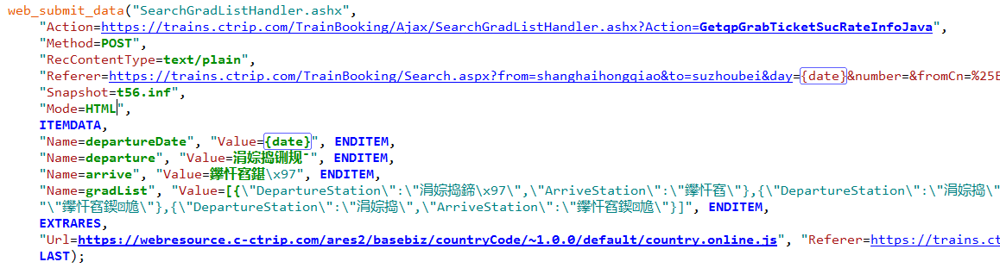 web_submit_data("SearchGradListHandler.ashx",
"Action=https://trains.ctrip.com/TrainBooking/Ajax/SearchGradListHandler.ashx?Action=GetqpGrabTicketSucRateInfoJava",
"Method=POST",
"RecContentType=text/plain",
"Referer=https://trains.ctrip.com/TrainBooking/Search.aspx?from=shanghaihongqiao&to=suzhoubei&day={date}&number=&fromCn=%25E
"Snapshot=t56.inf",
"Mode=HTML",
ITEMDATA,
"Name=departureDate", "Value={date}", ENDITEM,
"Name=departure", "Value=涓婃捣铏规ˉ", ENDITEM,
"Name=arrive", "Value=鑻忓窞鍖\x97", ENDITEM,
"Name=gradList", "Value=[{\"DepartureStation\":\"涓婃捣鍗\x97\",\"ArriveStation\":\"鑻忓窞\"},{\"DepartureStation\":\"涓婃捣\",
"\"鑻忓窞\"},{\"DepartureStation\":\"涓婃捣\",\"ArriveStation\":\"鑻忓窞\"}]", ENDITEM,
EXTRARES,
"Url=https://webresource.c-ctrip.com/ares2/basebiz/countryCode/~1.0.0/default/country.online.js", "Referer=https://trains.ct
LAST);